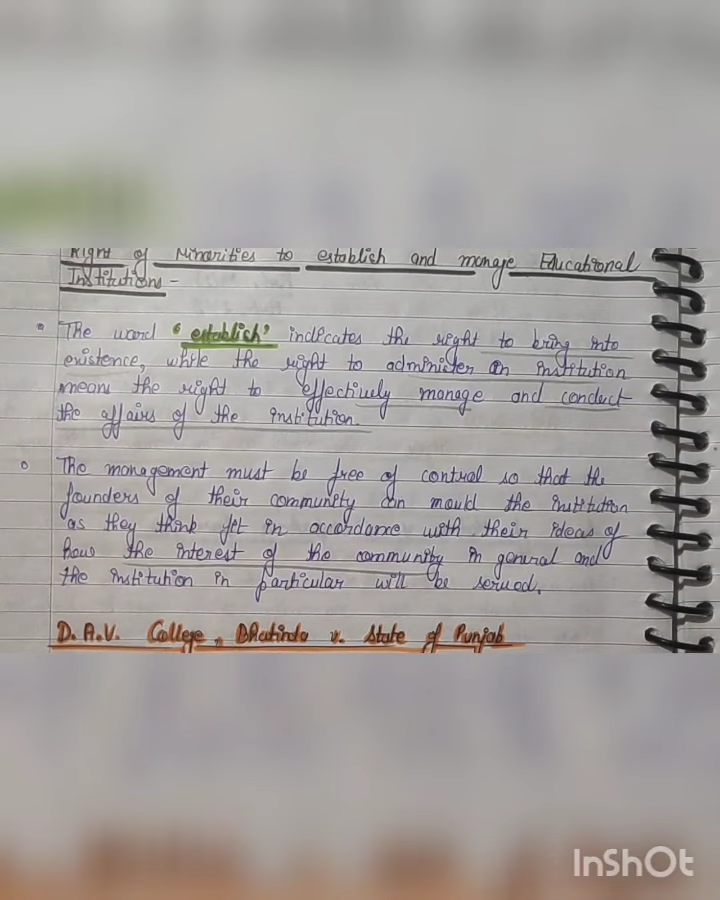 Right of Minorities to establish and manage Educational
Institutions -
• The word 'establish' indicates the right to bring into
existence, while the right to administer an institution
means the right to effectively manage and conduct
the affairs of the institution.
• The management must be free of control so that the
founders of their community can mould the institution
as they think fit in accordance with their ideas of
how the interest of the community in general and
the institution in particular will be served.
D.A.V. College, Bhatinda v. State of Punjab
InShOt